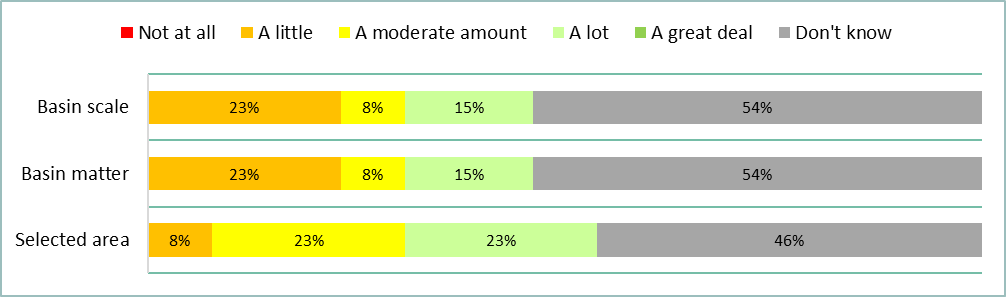 Not at all A little A moderate amount A lot A great deal Don't know
Basin scale 23% 8% 15% 54%
Basin matter 23% 8% 15% 54%
Selected area 8% 23% 23% 46%